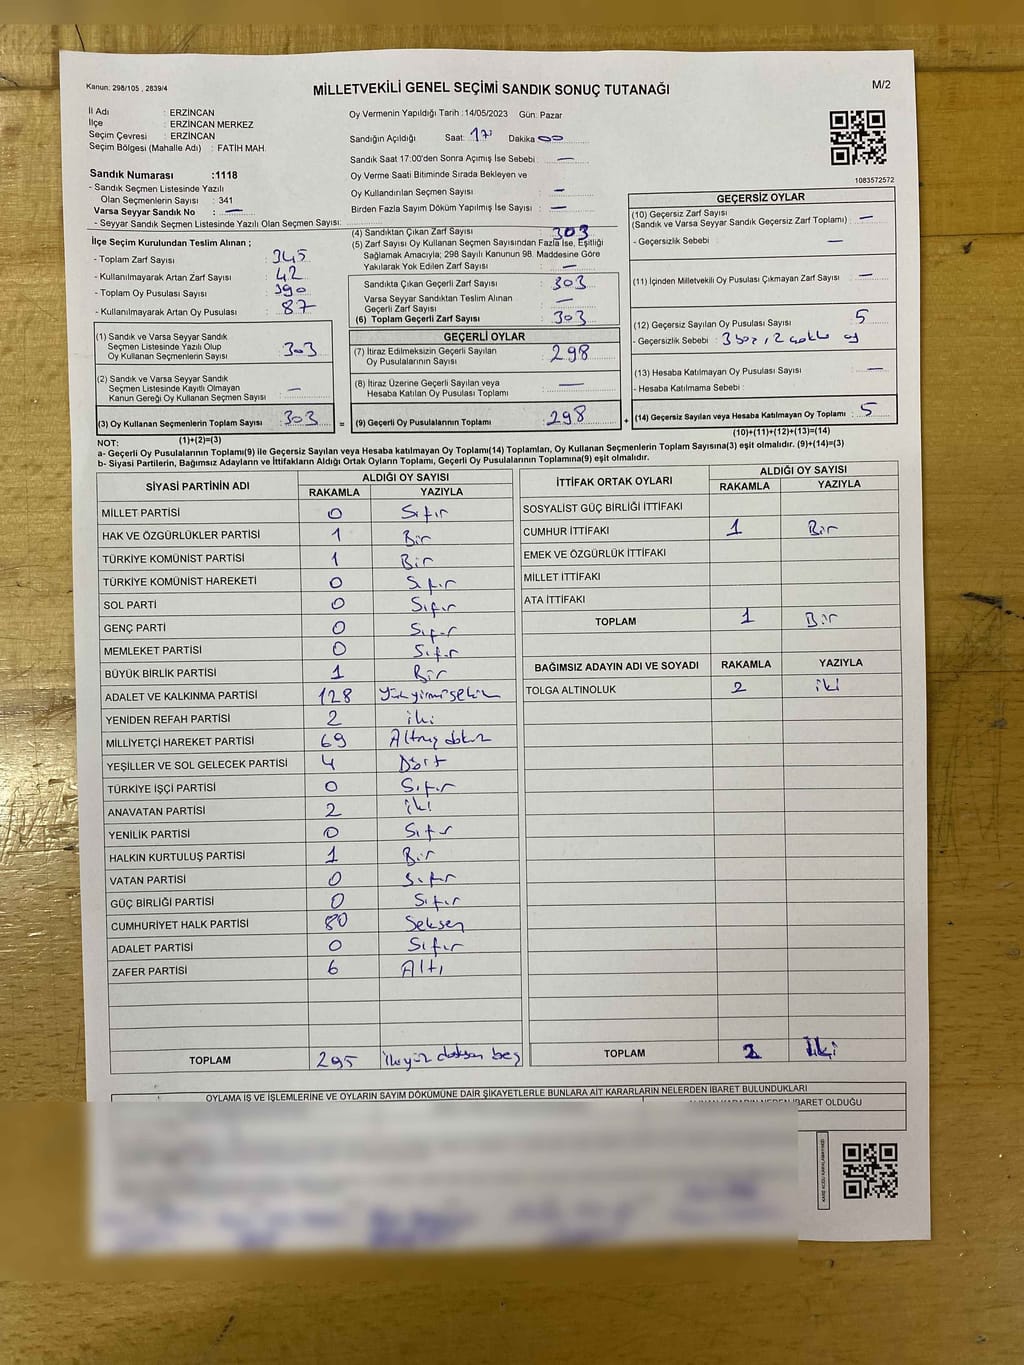 Kanun: 298/105 , 2839/4
MİLLETVEKİLİ GENEL SEÇİMİ SANDIK SONUÇ TUTANAĞI
M/2
İl Adı : ERZİNCAN
İlçe : ERZİNCAN MERKEZ
Seçim Çevresi : ERZİNCAN
Seçim Bölgesi (Mahalle Adı) : FATİH MAH.
Sandık Numarası :1118
- Sandık Seçmen Listesinde Yazılı
Olan Seçmenlerin Sayısı : 341
Varsa Seyyar Sandık No : —
- Seyyar Sandık Seçmen Listesinde Yazılı Olan Seçmen Sayısı:
Oy Vermenin Yapıldığı Tarih :14/05/2023 Gün: Pazar
Sandığın Açıldığı Saat: 17 Dakika 00
Sandık Saat 17:00'den Sonra Açımış İse Sebebi : —
Oy Verme Saati Bitiminde Sırada Bekleyen ve
Oy Kullandırılan Seçmen Sayısı —
Birden Fazla Sayım Döküm Yapılmış İse Sayısı : —
1083572572
İlçe Seçim Kurulundan Teslim Alınan ;
- Toplam Zarf Sayısı : 345
- Kullanılmayarak Artan Zarf Sayısı : 42
- Toplam Oy Pusulası Sayısı : 390
- Kullanılmayarak Artan Oy Pusulası : 87
(1) Sandık ve Varsa Seyyar Sandık
Seçmen Listesinde Yazılı Olup
Oy Kullanan Seçmenlerin Sayısı : 303
(2) Sandık ve Varsa Seyyar Sandık
Seçmen Listesinde Kayıtlı Olmayan
Kanun Gereği Oy Kullanan Seçmen Sayısı : —
(3) Oy Kullanan Seçmenlerin Toplam Sayısı : 303
(1)+(2)=(3)
(4) Sandıktan Çıkan Zarf Sayısı : 303
(5) Zarf Sayısı Oy Kullanan Seçmen Sayısından Fazla İse, Eşitliği
Sağlamak Amacıyla; 298 Sayılı Kanunun 98. Maddesine Göre
Yakılarak Yok Edilen Zarf Sayısı : —
Sandıkta Çıkan Geçerli Zarf Sayısı : 303
Varsa Seyyar Sandıktan Teslim Alınan
Geçerli Zarf Sayısı : —
(6) Toplam Geçerli Zarf Sayısı : 303
GEÇERLİ OYLAR
(7) İtiraz Edilmeksizin Geçerli Sayılan
Oy Pusulalarının Sayısı : 298
(8) İtiraz Üzerine Geçerli Sayılan veya
Hesaba Katılan Oy Pusulası Toplamı : —
= (9) Geçerli Oy Pusulalarının Toplamı : 298 +
GEÇERSİZ OYLAR
(10) Geçersiz Zarf Sayısı
(Sandık ve Varsa Seyyar Sandık Geçersiz Zarf Toplamı) : —
- Geçersizlik Sebebi : —
(11) İçinden Milletvekili Oy Pusulası Çıkmayan Zarf Sayısı : —
(12) Geçersiz Sayılan Oy Pusulası Sayısı : 5
- Geçersizlik Sebebi : 3 boş, 2 oy
(13) Hesaba Katılmayan Oy Pusulası Sayısı : —
- Hesaba Katılmama Sebebi :
(14) Geçersiz Sayılan veya Hesaba Katılmayan Oy Toplamı : 5
(10)+(11)+(12)+(13)=(14)
NOT:
a- Geçerli Oy Pusulalarının Toplamı(9) ile Geçersiz Sayılan veya Hesaba katılmayan Oy Toplamı(14) Toplamları, Oy Kullanan Seçmenlerin Toplam Sayısına(3) eşit olmalıdır. (9)+(14)=(3)
b- Siyasi Partilerin, Bağımsız Adayların ve İttifakların Aldığı Ortak Oyların Toplamı, Geçerli Oy Pusulalarının Toplamına(9) eşit olmalıdır.
SİYASİ PARTİNİN ADI ALDIĞI OY SAYISI
RAKAMLA YAZIYLA
MİLLET PARTİSİ 0 Sıfır
HAK VE ÖZGÜRLÜKLER PARTİSİ 1 Bir
TÜRKİYE KOMÜNİST PARTİSİ 1 Bir
TÜRKİYE KOMÜNİST HAREKETİ 0 Sıfır
SOL PARTİ 0 Sıfır
GENÇ PARTİ 0 Sıfır
MEMLEKET PARTİSİ 0 Sıfır
BÜYÜK BİRLİK PARTİSİ 1 Bir
ADALET VE KALKINMA PARTİSİ 128 Yüz yirmi sekiz
YENİDEN REFAH PARTİSİ 2 iki
MİLLİYETÇİ HAREKET PARTİSİ 69 Altmış dokuz
YEŞİLLER VE SOL GELECEK PARTİSİ 4 Dört
TÜRKİYE İŞÇİ PARTİSİ 0 Sıfır
ANAVATAN PARTİSİ 2 iki
YENİLİK PARTİSİ 0 Sıfır
HALKIN KURTULUŞ PARTİSİ 1 Bir
VATAN PARTİSİ 0 Sıfır
GÜÇ BİRLİĞİ PARTİSİ 0 Sıfır
CUMHURİYET HALK PARTİSİ 80 Seksen
ADALET PARTİSİ 0 Sıfır
ZAFER PARTİSİ 6 Altı
TOPLAM 295 ikiyüz doksan beş
İTTİFAK ORTAK OYLARI ALDIĞI OY SAYISI
RAKAMLA YAZIYLA
SOSYALİST GÜÇ BİRLİĞİ İTTİFAKI
CUMHUR İTTİFAKI 1 Bir
EMEK VE ÖZGÜRLÜK İTTİFAKI
MİLLET İTTİFAKI
ATA İTTİFAKI
TOPLAM 1 Bir
BAĞIMSIZ ADAYIN ADI VE SOYADI RAKAMLA YAZIYLA
TOLGA ALTINOLUK 2 iki
TOPLAM 2 İki
OYLAMA İŞ VE İŞLEMLERİNE VE OYLARIN SAYIM DÖKÜMÜNE DAİR ŞİKAYETLERLE BUNLARA AİT KARARLARIN NELERDEN İBARET BULUNDUKLARI
İBARET OLDUĞU